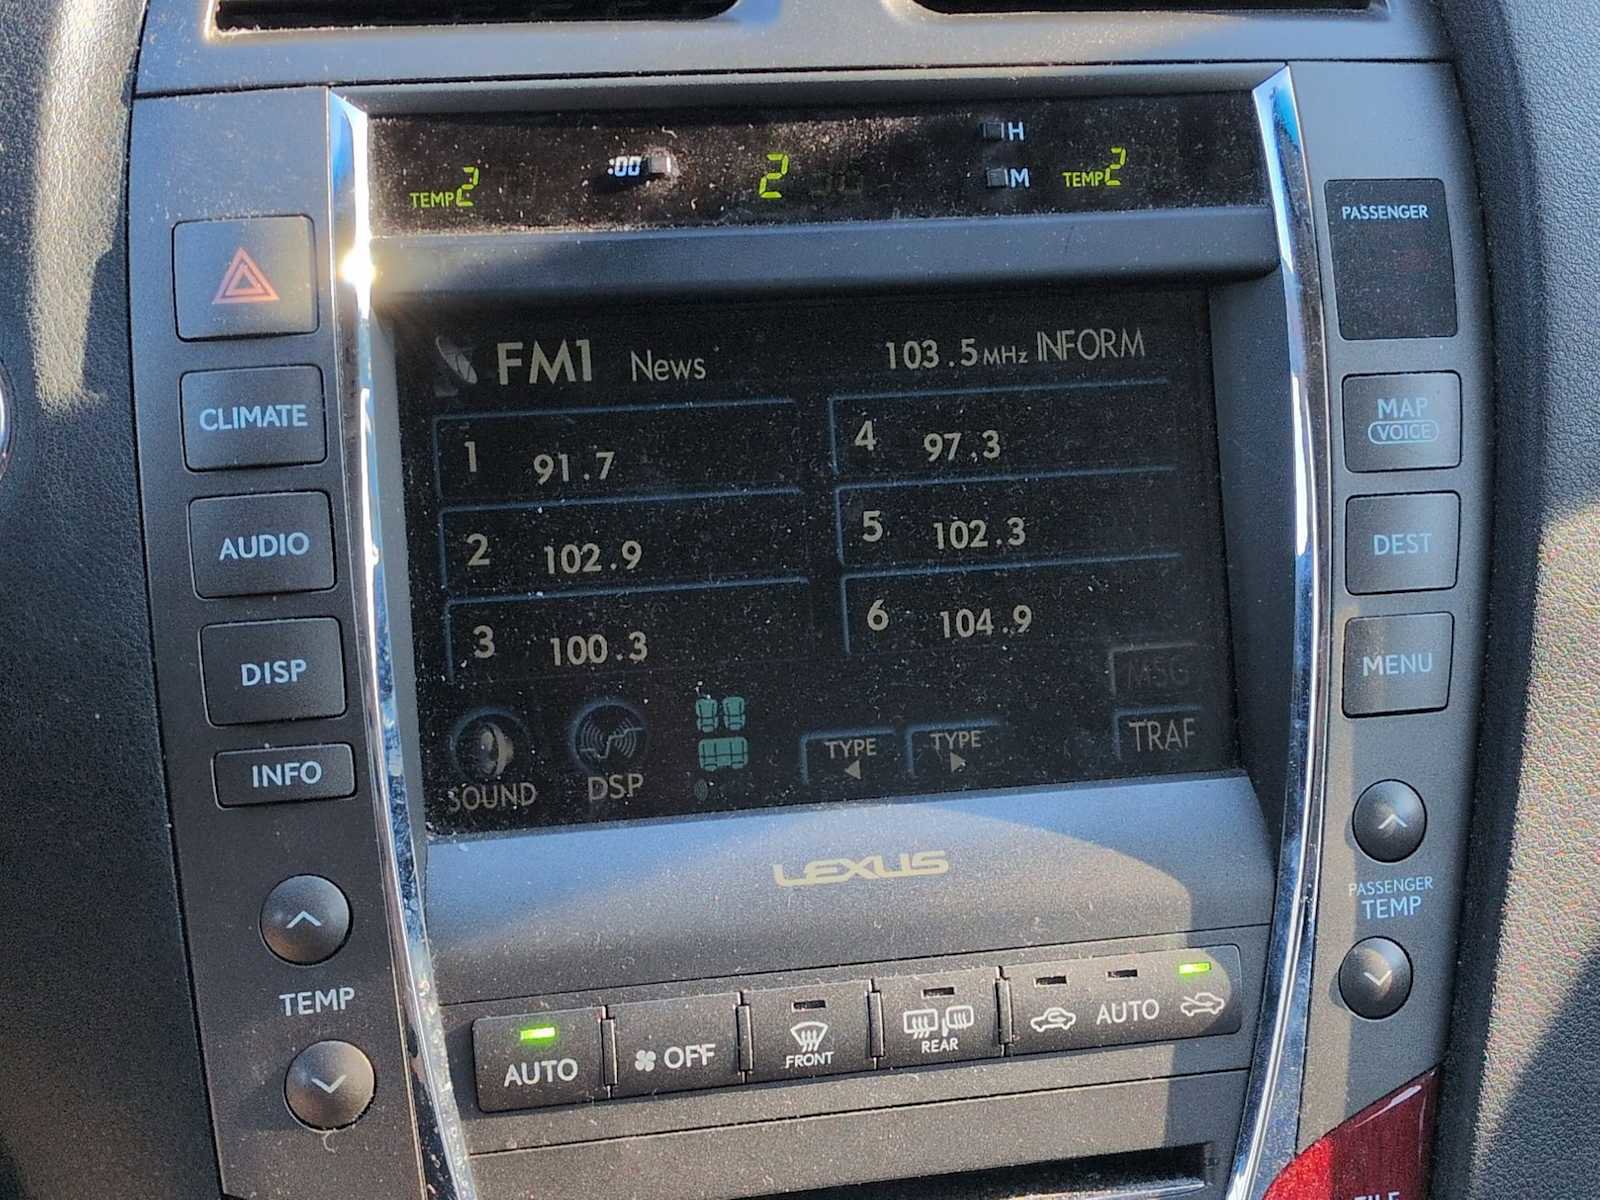 TEMP 2
:00
2
H
M
TEMP 2
PASSENGER
FM1 News
103.5 MHz INFORM
1 91.7
4 97.3
2 102.9
5 102.3
3 100.3
6 104.9
MSG
SOUND
DSP
TYPE
TYPE
TRAF
CLIMATE
AUDIO
DISP
INFO
TEMP
MAP
VOICE
DEST
MENU
PASSENGER
TEMP
LEXUS
AUTO
OFF
FRONT
REAR
AUTO